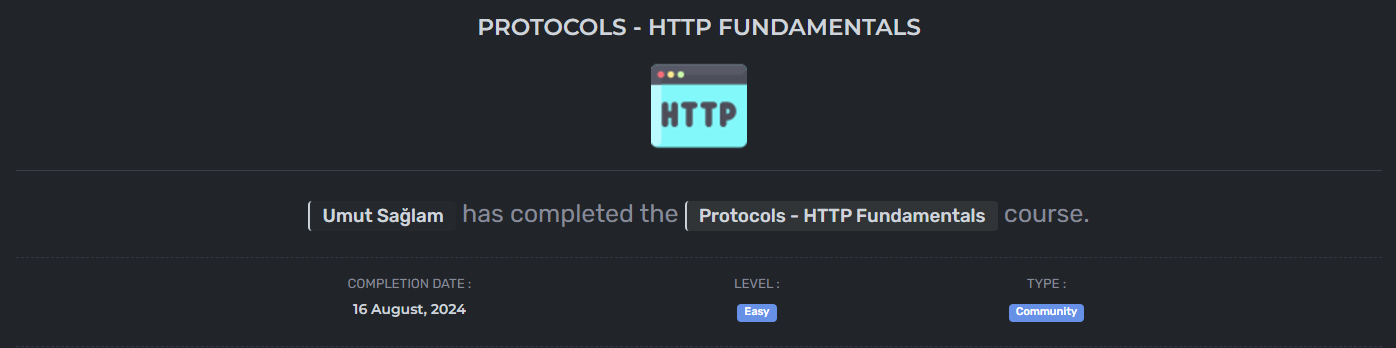 PROTOCOLS - HTTP FUNDAMENTALS
HTTP
Umut Sağlam has completed the Protocols - HTTP Fundamentals course.
COMPLETION DATE : LEVEL : TYPE :
16 August, 2024 Easy Community